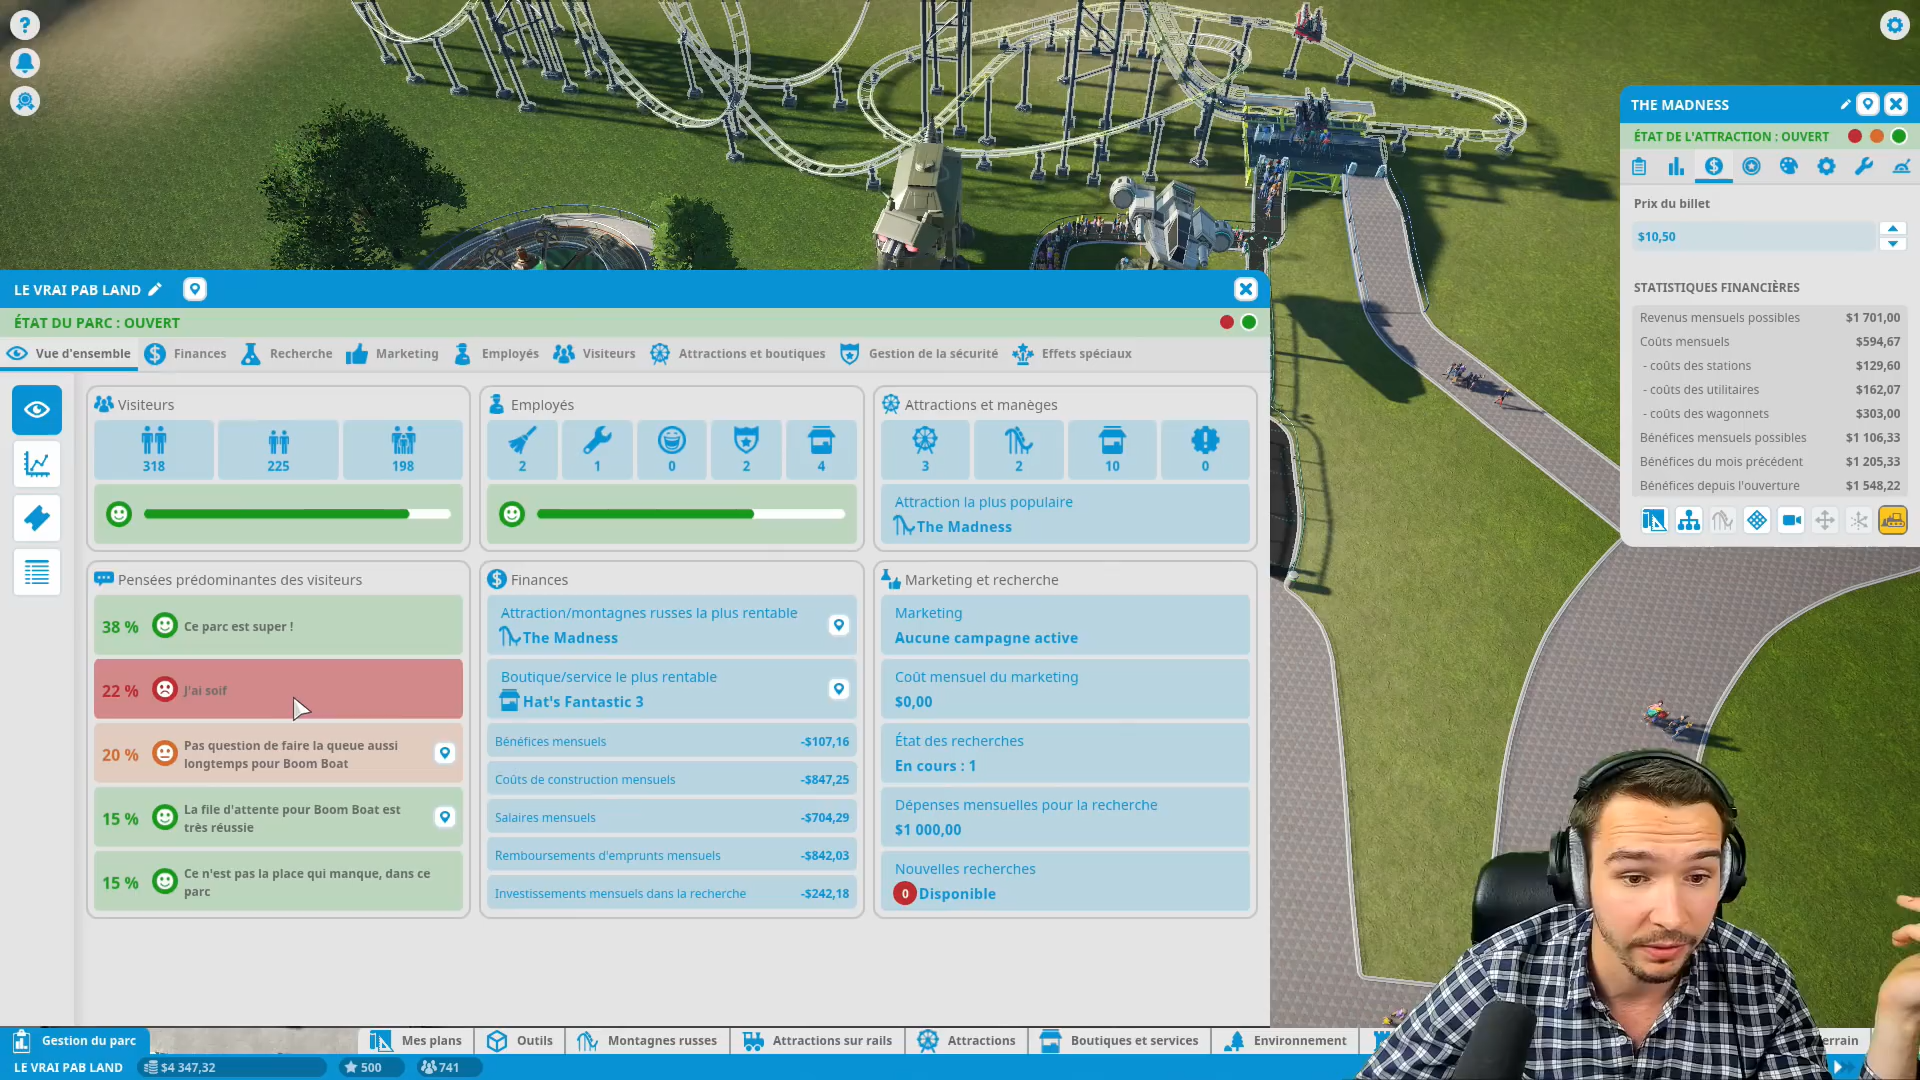 ?
THE MADNESS
ÉTAT DE L'ATTRACTION : OUVERT
Prix du billet
$10,50
STATISTIQUES FINANCIÈRES
Revenus mensuels possibles $1 701,00
Coûts mensuels $594,67
- coûts des stations $129,60
- coûts des utilitaires $162,07
- coûts des wagonnets $303,00
Bénéfices mensuels possibles $1 106,33
Bénéfices du mois précédent $1 205,33
Bénéfices depuis l'ouverture $1 548,22
LE VRAI PAB LAND
ÉTAT DU PARC : OUVERT
Vue d'ensemble Finances Recherche Marketing Employés Visiteurs Attractions et boutiques Gestion de la sécurité Effets spéciaux
Visiteurs
318 225 198
Employés
2 1 0 2 4
Attractions et manèges
3 2 10 0
Attraction la plus populaire
The Madness
Pensées prédominantes des visiteurs
38 % Ce parc est super !
22 % J'ai soif
20 % Pas question de faire la queue aussi
longtemps pour Boom Boat
15 % La file d'attente pour Boom Boat est
très réussie
15 % Ce n'est pas la place qui manque, dans ce
parc
Finances
Attraction/montagnes russes la plus rentable
The Madness
Boutique/service le plus rentable
Hat's Fantastic 3
Bénéfices mensuels -$107,16
Coûts de construction mensuels -$847,25
Salaires mensuels -$704,29
Remboursements d'emprunts mensuels -$842,03
Investissements mensuels dans la recherche -$242,18
Marketing et recherche
Marketing
Aucune campagne active
Coût mensuel du marketing
$0,00
État des recherches
En cours : 1
Dépenses mensuelles pour la recherche
$1 000,00
Nouvelles recherches
0 Disponible
Gestion du parc Mes plans Outils Montagnes russes Attractions sur rails Attractions Boutiques et services Environnement errain
LE VRAI PAB LAND $4 347,32 500 741